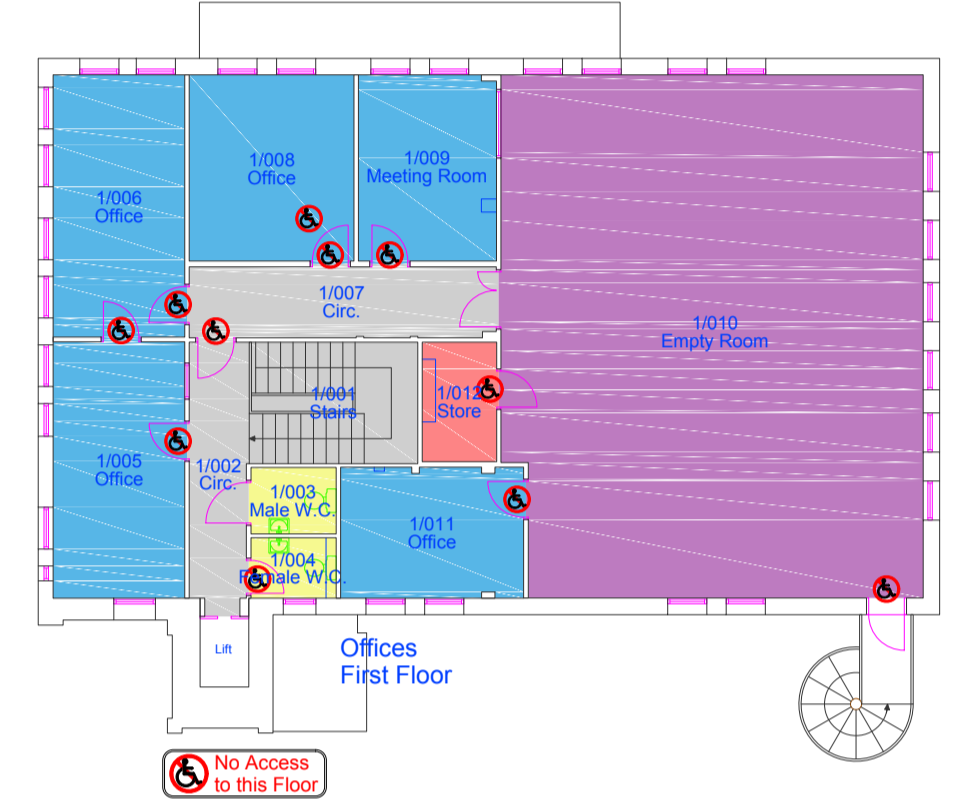 1/008
Office
1/009
Meeting Room
1/006
Office
1/007
Circ.
1/010
Empty Room
1/001
Stairs
1/012
Store
1/005
Office
1/002
Circ.
1/003
Male W.C.
1/011
Office
1/004
Female W.C.
Lift
Offices
First Floor
No Access
to this Floor